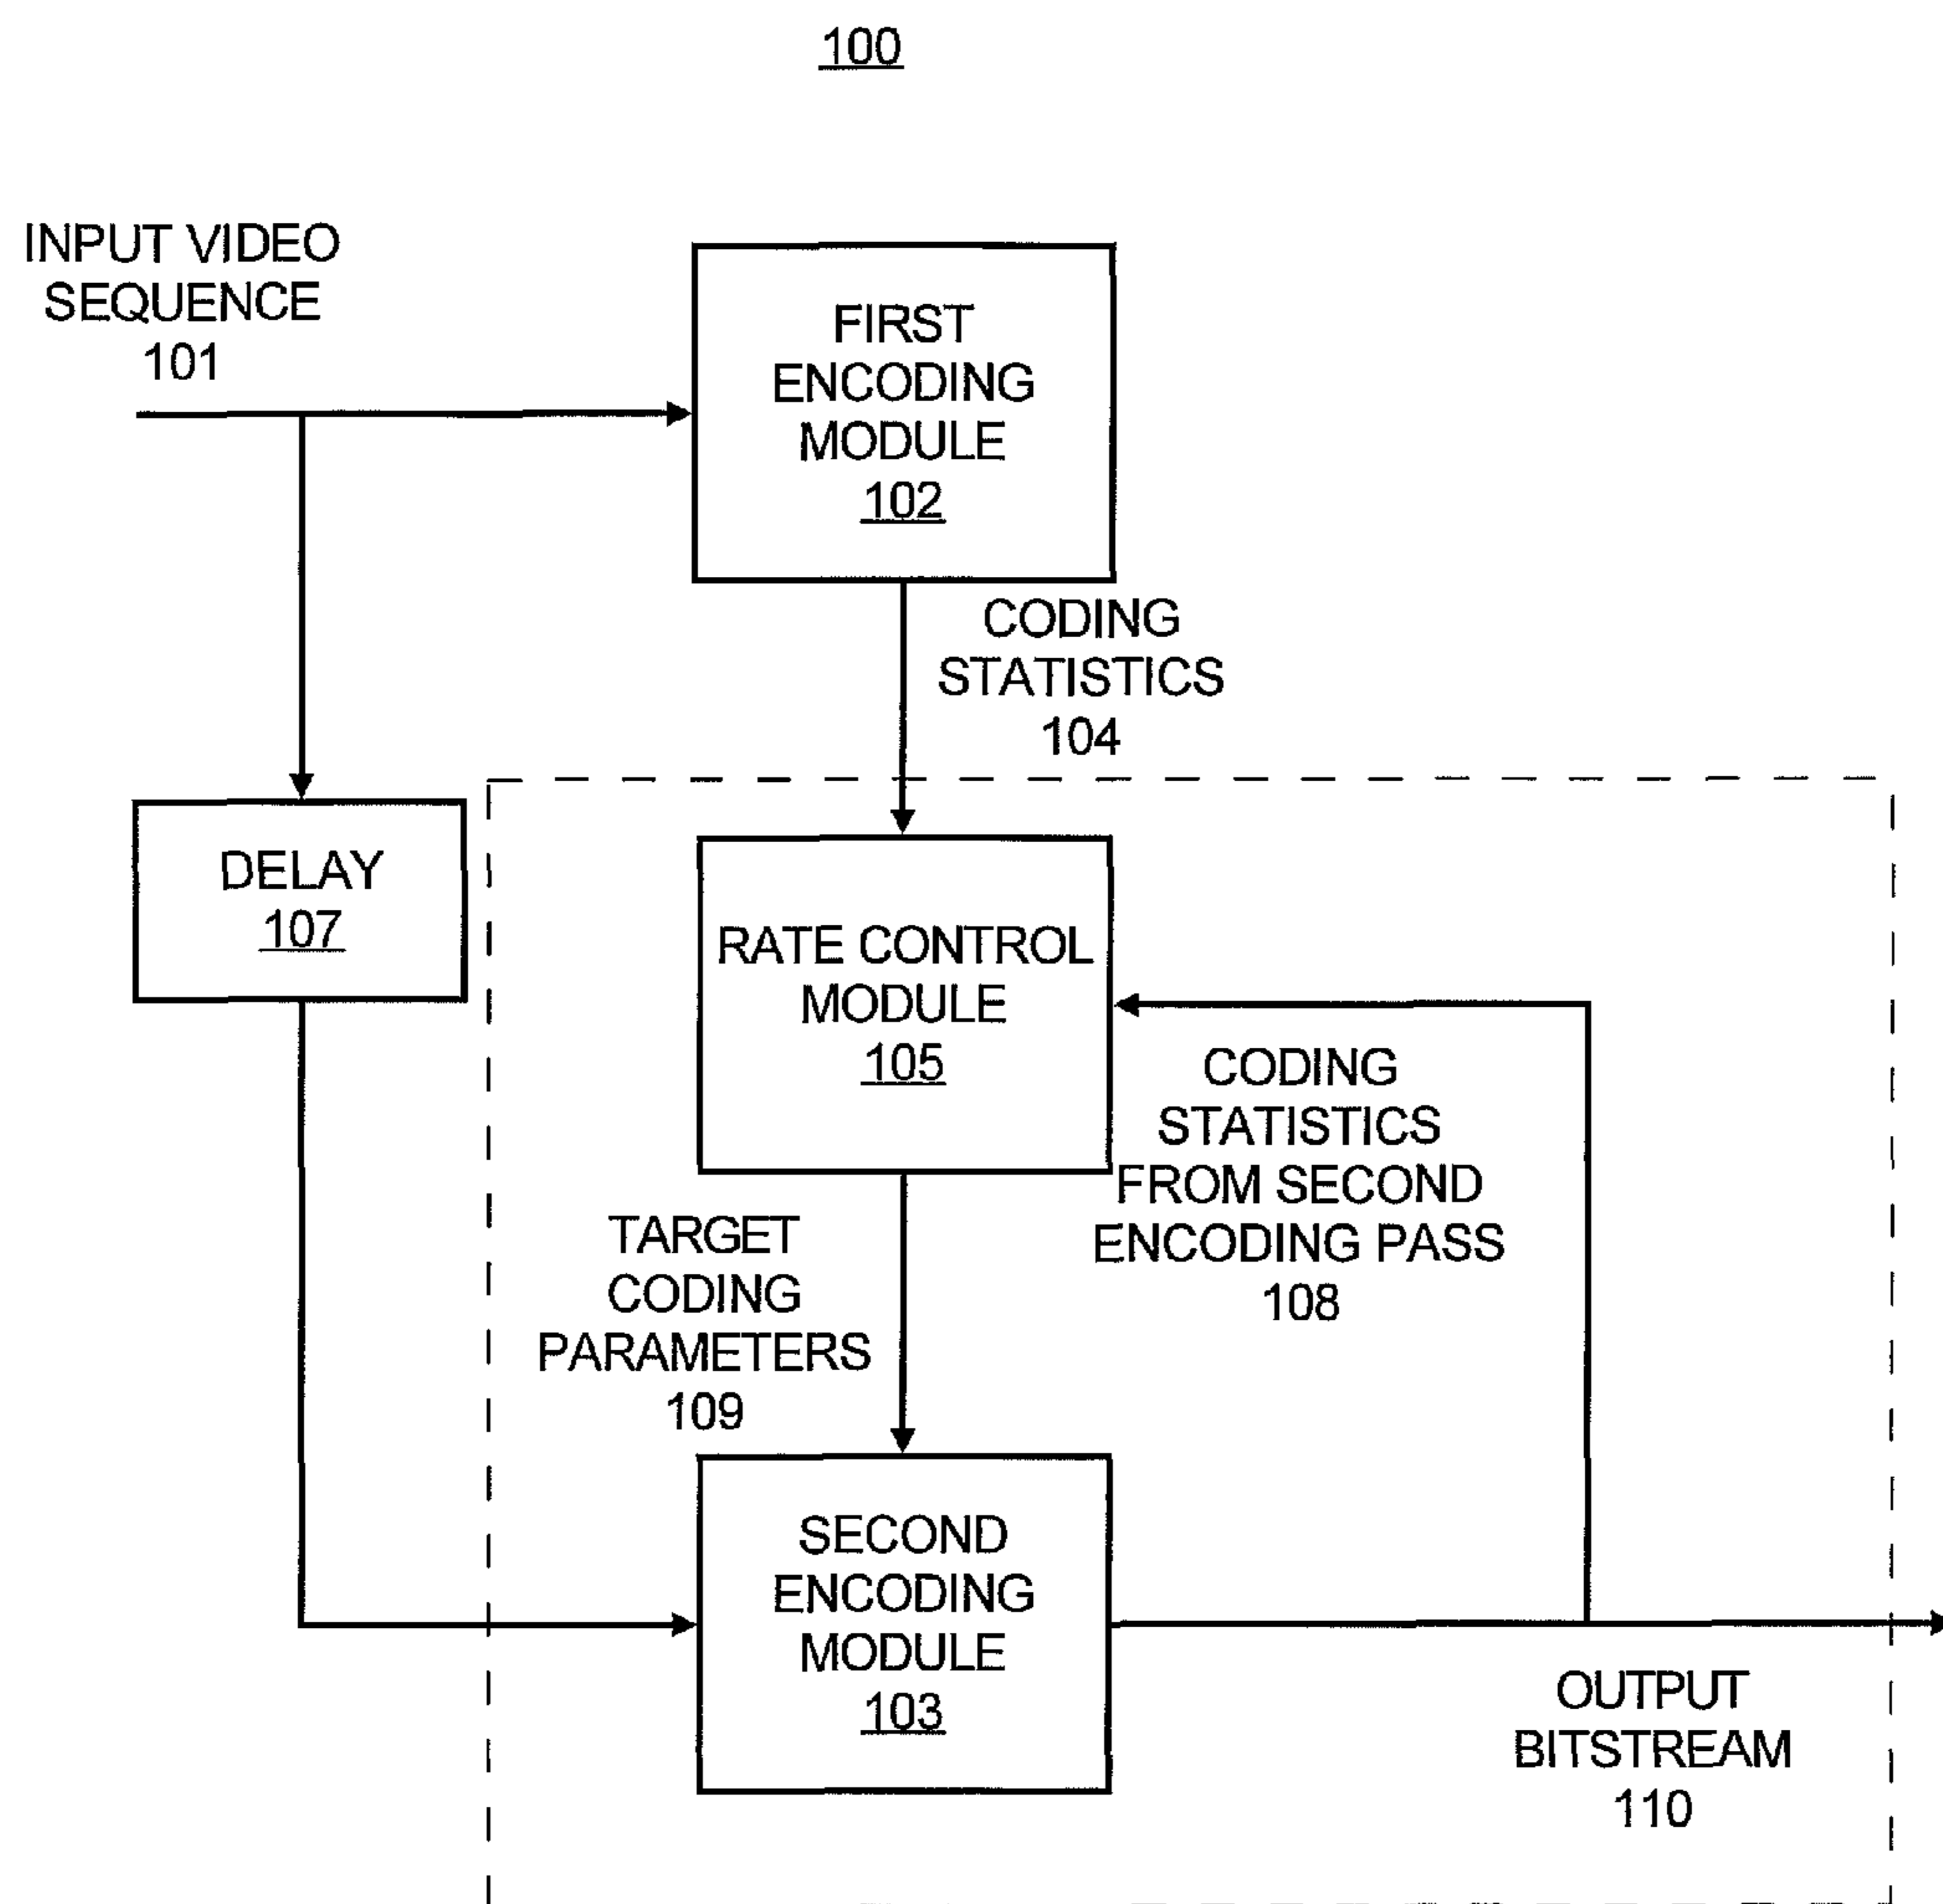 100
INPUT VIDEO
SEQUENCE
101
FIRST
ENCODING
MODULE
102
CODING
STATISTICS
104
DELAY
107
RATE CONTROL
MODULE
105
CODING
STATISTICS
FROM SECOND
ENCODING PASS
108
TARGET
CODING
PARAMETERS
109
SECOND
ENCODING
MODULE
103
OUTPUT
BITSTREAM
110